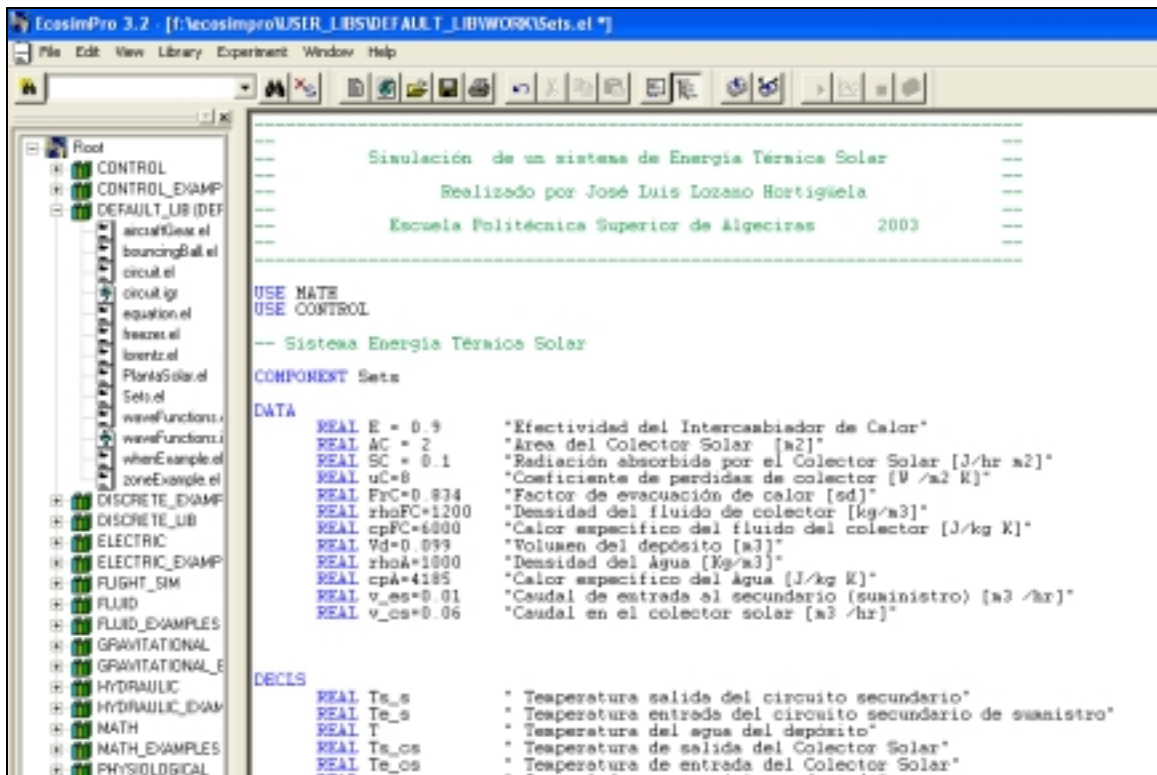 EcosimPro 3.2 - [f:\ecosimpro\USER_LIBS\DEFAULT_LIB\WORK\Sets.el *]
File Edit View Library Experiment Window Help
Root
CONTROL
CONTROL_EXAMP
DEFAULT_LIB (DEF
aircraftGear.el
bouncingBall.el
circuit.el
circuit.igr
equation.el
freezer.el
lorentz.el
PlantaSolar.el
Sets.el
waveFunctions.
waveFunctions.i
whenExample.el
zoneExample.el
DISCRETE_EXAMP
DISCRETE_LIB
ELECTRIC
ELECTRIC_EXAMP
FLIGHT_SIM
FLUID
FLUID_EXAMPLES
GRAVITATIONAL
GRAVITATIONAL_E
HYDRAULIC
HYDRAULIC_EXAM
MATH
MATH_EXAMPLES
PHYSIOLOGICAL
-- Simulación de un sistema de Energía Térmica Solar --
-- Realizado por José Luis Lozano Hortigüela --
-- Escuela Politécnica Superior de Algeciras 2003 --
USE MATH
USE CONTROL
-- Sistema Energía Térmica Solar
COMPONENT Sets
DATA
REAL E = 0.9 "Efectividad del Intercambiador de Calor"
REAL AC = 2 "Area del Colector Solar [m2]"
REAL SC = 0.1 "Radiación absorbida por el Colector Solar [J/hr m2]"
REAL uC=8 "Coeficiente de perdidas de colector [W /m2 K]"
REAL FrC=0.834 "Factor de evacuación de calor [sd]"
REAL rhoFC=1200 "Densidad del fluido de colector [kg/m3]"
REAL cpFC=6000 "Calor especifico del fluido del colector [J/kg K]"
REAL Vd=0.099 "Volumen del depósito [m3]"
REAL rhoA=1000 "Densidad del Agua [Kg/m3]"
REAL cpA=4185 "Calor especifico del Agua [J/kg K]"
REAL v_es=0.01 "Caudal de entrada al secundario (suministro) [m3 /hr]"
REAL v_cs=0.06 "Caudal en el colector solar [m3 /hr]"
DECLS
REAL Ts_s " Temperatura salida del circuito secundario"
REAL Te_s " Temperatura entrada del circuito secundario de suministro"
REAL T " Temperatura del agua del depósito"
REAL Ts_cs " Temperatura de salida del Colector Solar"
REAL Te_cs " Temperatura de entrada del Colector Solar"